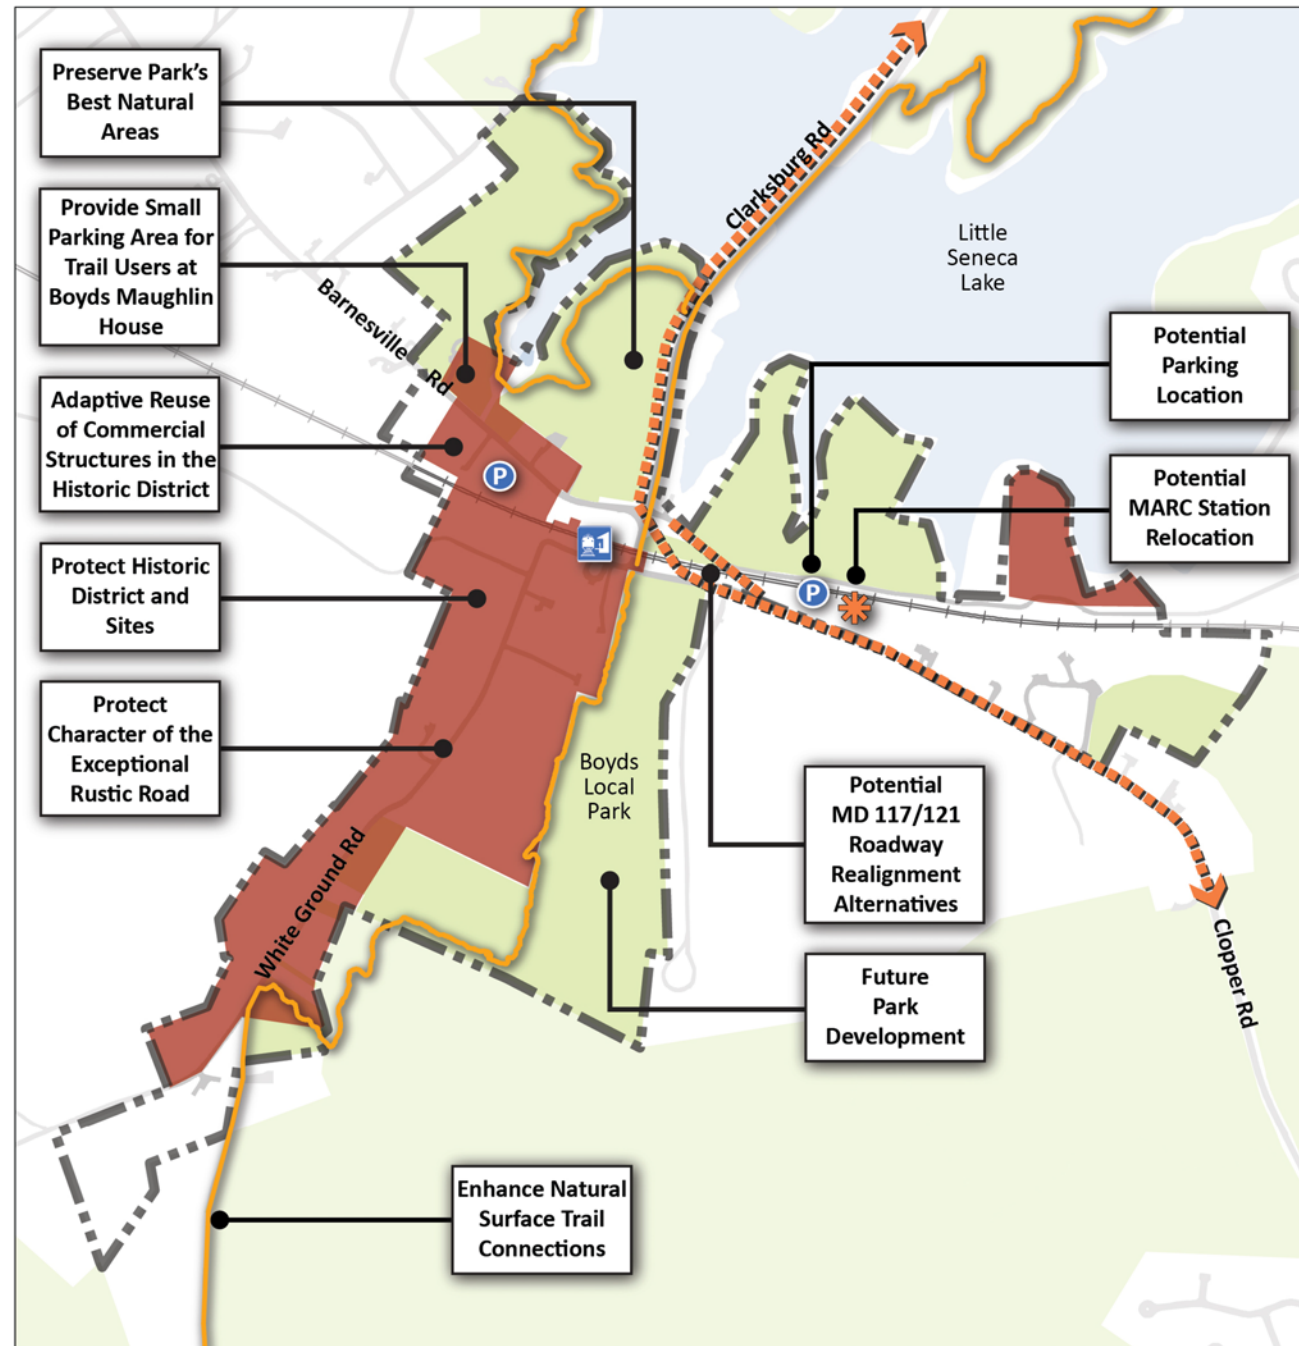 Preserve Park's
Best Natural
Areas
Provide Small
Parking Area for
Trail Users at
Boyds Maughlin
House
Adaptive Reuse
of Commercial
Structures in the
Historic District
Protect Historic
District and
Sites
Protect
Character of the
Exceptional
Rustic Road
Barnesville
Rd
Clarksburg Rd
Little
Seneca
Lake
Potential
Parking
Location
Potential
MARC Station
Relocation
P
P
Boyds
Local
Park
Potential
MD 117/121
Roadway
Realignment
Alternatives
Future
Park
Development
White Ground Rd
Clopper Rd
Enhance Natural
Surface Trail
Connections